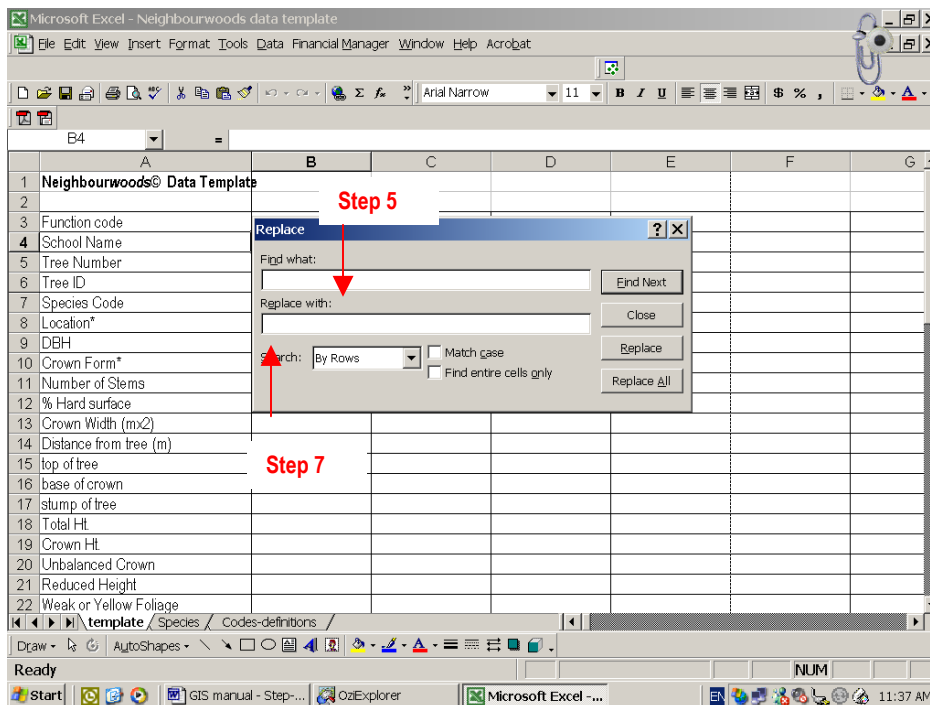 Microsoft Excel - Neighbourwoods data template
File Edit View Insert Format Tools Data Financial Manager Window Help Acrobat
Arial Narrow 11 B I U $ % ,
B4 =
A B C D E F G
1 Neighbourwoods© Data Template
2
Step 5
3 Function code
4 School Name
5 Tree Number
6 Tree ID
7 Species Code
8 Location*
9 DBH
10 Crown Form*
11 Number of Stems
12 % Hard surface
13 Crown Width (mx2)
14 Distance from tree (m)
15 top of tree
16 base of crown
17 stump of tree
18 Total Ht.
19 Crown Ht.
20 Unbalanced Crown
21 Reduced Height
22 Weak or Yellow Foliage
Replace
Find what:
Find Next
Replace with:
Close
Search: By Rows
Match case
Replace
Find entire cells only
Replace All
Step 7
template Species Codes-definitions
Draw AutoShapes
Ready NUM
Start GIS manual - Step-... OziExplorer Microsoft Excel -... EN 11:37 AM